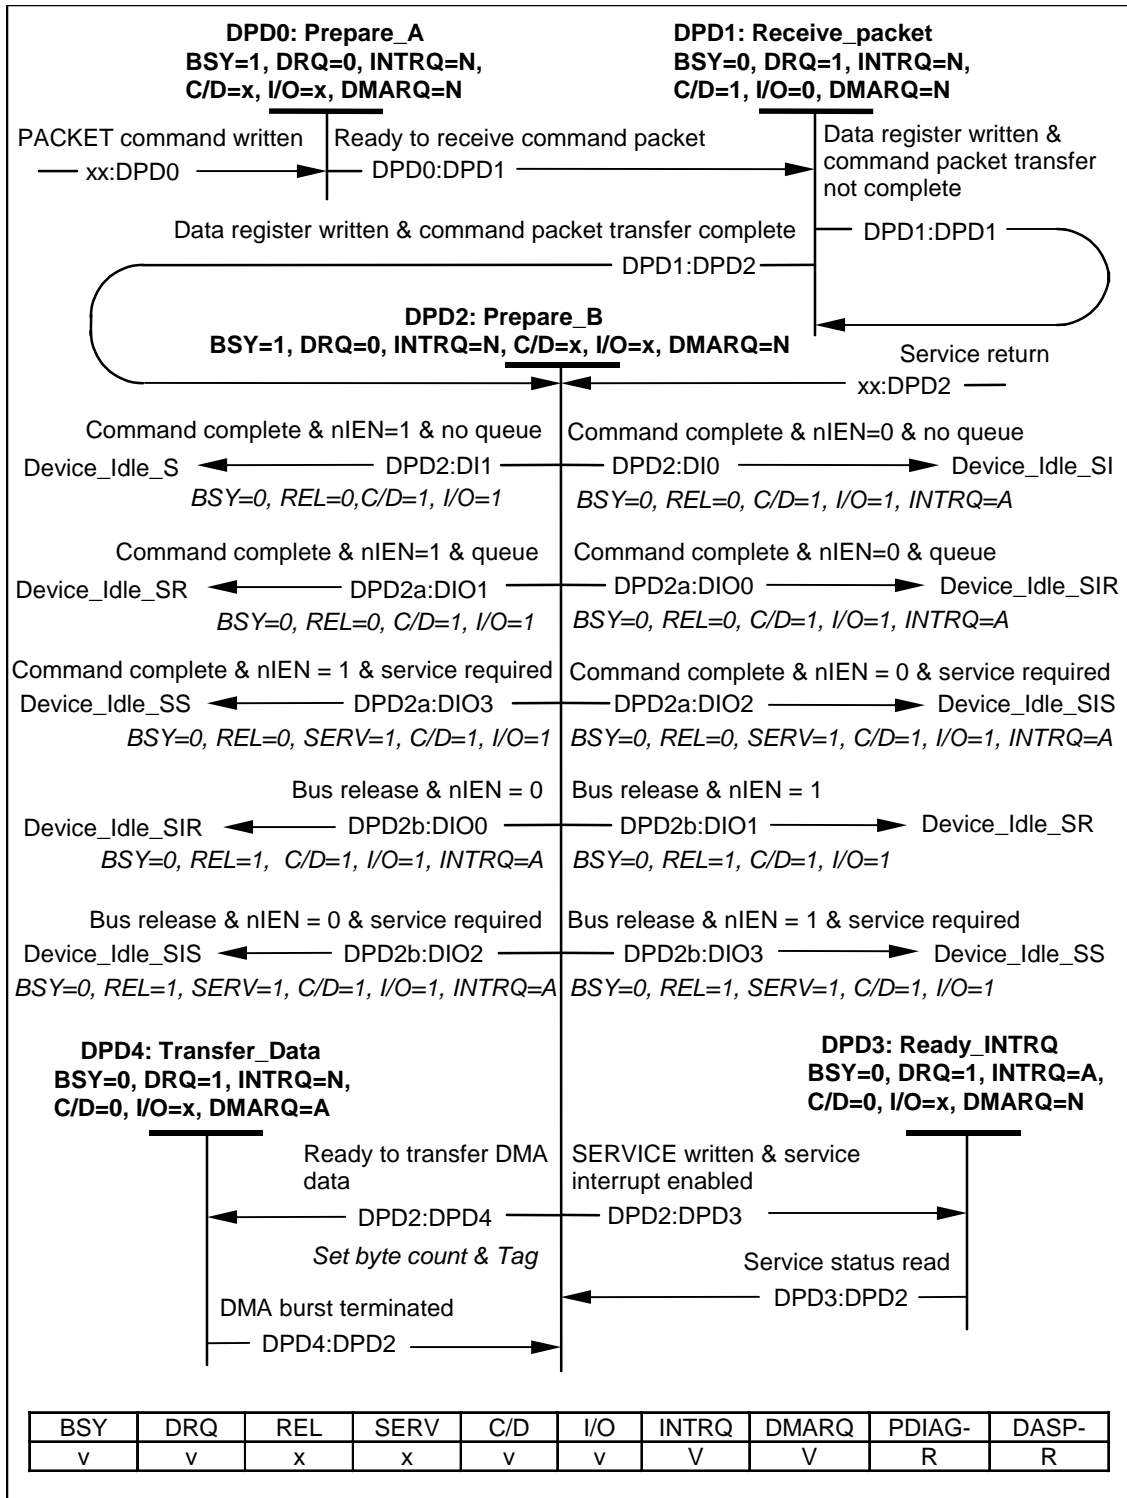 DPD0: Prepare_A
BSY=1, DRQ=0, INTRQ=N,
C/D=x, I/O=x, DMARQ=N
DPD1: Receive_packet
BSY=0, DRQ=1, INTRQ=N,
C/D=1, I/O=0, DMARQ=N
PACKET command written
xx:DPD0
Ready to receive command packet
DPD0:DPD1
Data register written &
command packet transfer
not complete
DPD1:DPD1
Data register written & command packet transfer complete
DPD1:DPD2
DPD2: Prepare_B
BSY=1, DRQ=0, INTRQ=N, C/D=x, I/O=x, DMARQ=N
Service return
xx:DPD2
Command complete & nIEN=1 & no queue
Device_Idle_S
DPD2:DI1
BSY=0, REL=0,C/D=1, I/O=1
Command complete & nIEN=0 & no queue
DPD2:DI0
Device_Idle_SI
BSY=0, REL=0, C/D=1, I/O=1, INTRQ=A
Command complete & nIEN=1 & queue
Device_Idle_SR
DPD2a:DIO1
BSY=0, REL=0, C/D=1, I/O=1
Command complete & nIEN=0 & queue
DPD2a:DIO0
Device_Idle_SIR
BSY=0, REL=0, C/D=1, I/O=1, INTRQ=A
Command complete & nIEN = 1 & service required
Device_Idle_SS
DPD2a:DIO3
BSY=0, REL=0, SERV=1, C/D=1, I/O=1
Command complete & nIEN = 0 & service required
DPD2a:DIO2
Device_Idle_SIS
BSY=0, REL=0, SERV=1, C/D=1, I/O=1, INTRQ=A
Bus release & nIEN = 0
Device_Idle_SIR
DPD2b:DIO0
BSY=0, REL=1, C/D=1, I/O=1, INTRQ=A
Bus release & nIEN = 1
DPD2b:DIO1
Device_Idle_SR
BSY=0, REL=1, C/D=1, I/O=1
Bus release & nIEN = 0 & service required
Device_Idle_SIS
DPD2b:DIO2
BSY=0, REL=1, SERV=1, C/D=1, I/O=1, INTRQ=A
Bus release & nIEN = 1 & service required
DPD2b:DIO3
Device_Idle_SS
BSY=0, REL=1, SERV=1, C/D=1, I/O=1
DPD4: Transfer_Data
BSY=0, DRQ=1, INTRQ=N,
C/D=0, I/O=x, DMARQ=A
DPD3: Ready_INTRQ
BSY=0, DRQ=1, INTRQ=A,
C/D=0, I/O=x, DMARQ=N
Ready to transfer DMA
data
DPD2:DPD4
Set byte count & Tag
SERVICE written & service
interrupt enabled
DPD2:DPD3
Service status read
DPD3:DPD2
DMA burst terminated
DPD4:DPD2
BSY DRQ REL SERV C/D I/O INTRQ DMARQ PDIAG- DASP-
v v x x v v V V R R